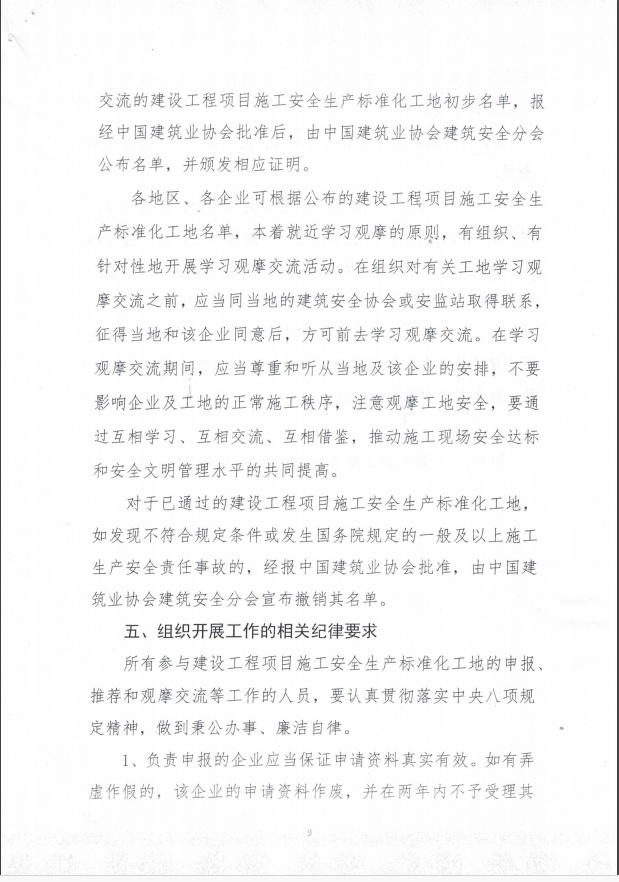 交流的建设工程项目施工安全生产标准化工地初步名单，报
经中国建筑业协会批准后，由中国建筑业协会建筑安全分会
公布名单，并颁发相应证明。
各地区、各企业可根据公布的建设工程项目施工安全生
产标准化工地名单，本着就近学习观摩的原则，有组织、有
针对性地开展学习观摩交流活动。在组织对有关工地学习观
摩交流之前，应当同当地的建筑安全协会或安监站取得联系，
征得当地和该企业同意后，方可前去学习观摩交流。在学习
观摩交流期间，应当尊重和听从当地及该企业的安排，不要
影响企业及工地的正常施工秩序，注意观摩工地安全，要通
过互相学习、互相交流、互相借鉴，推动施工现场安全达标
和安全文明管理水平的共同提高。
对于已通过的建设工程项目施工安全生产标准化工地，
如发现不符合规定条件或发生国务院规定的一般及以上施工
生产安全责任事故的，经报中国建筑业协会批准，由中国建
筑业协会建筑安全分会宣布撤销其名单。
五、组织开展工作的相关纪律要求
所有参与建设工程项目施工安全生产标准化工地的申报、
推荐和观摩交流等工作的人员，要认真贯彻落实中央八项规
定精神，做到秉公办事、廉洁自律。
1、负责申报的企业应当保证申请资料真实有效。如有弄
虚作假的，该企业的申请资料作废，并在两年内不予受理其
9